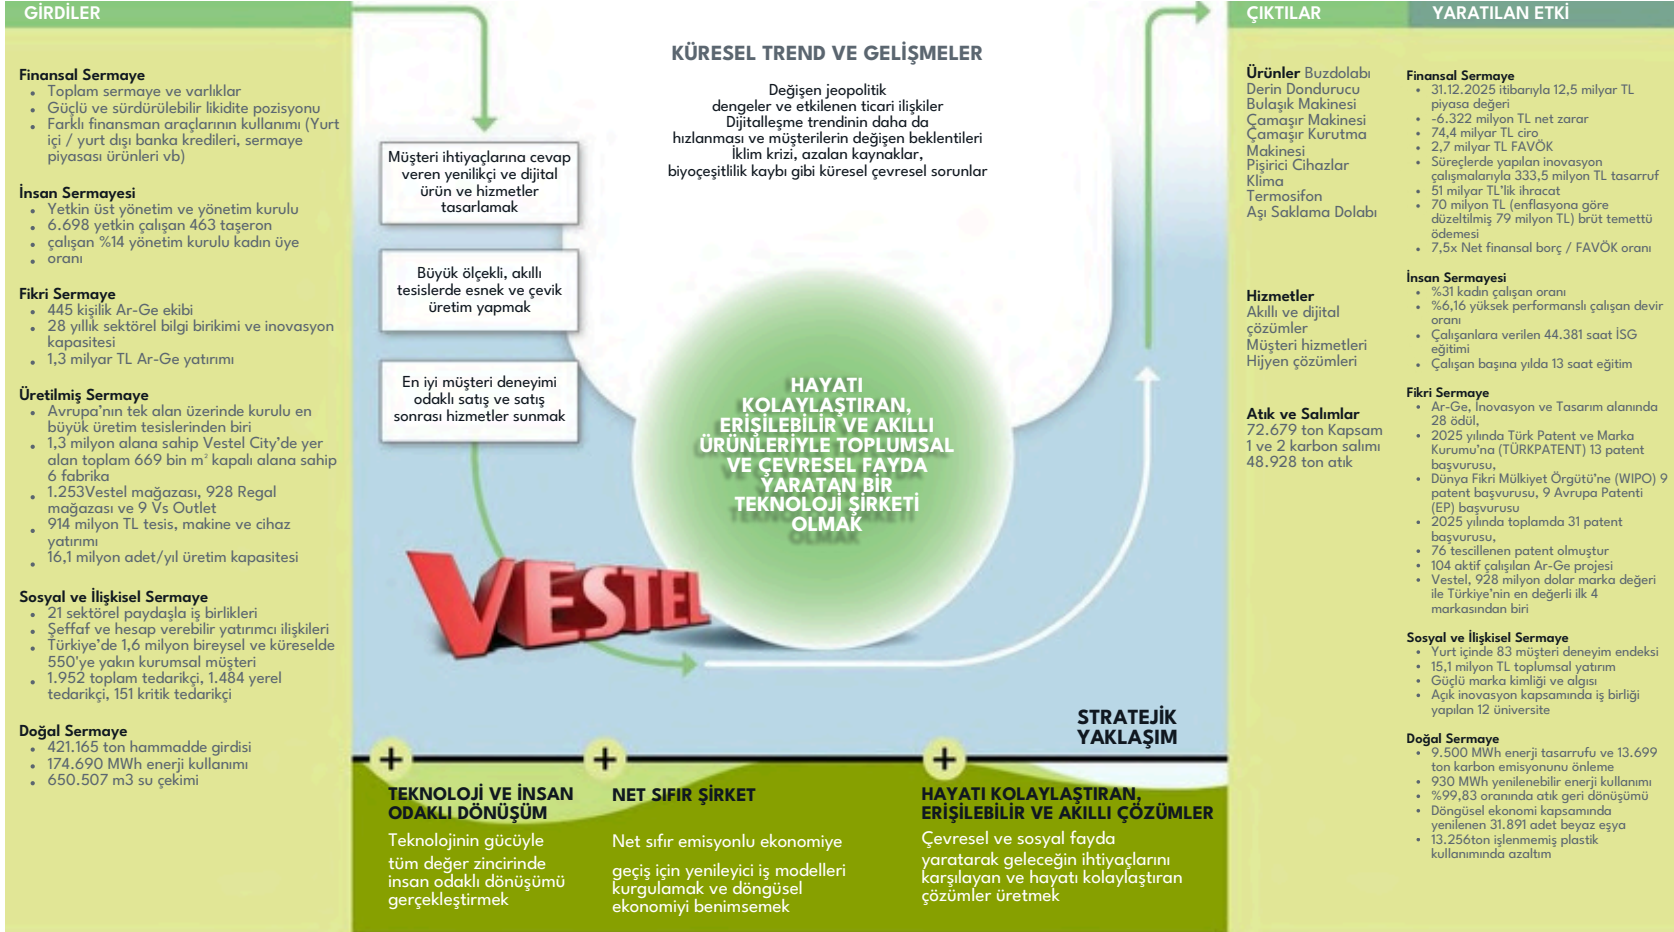 GİRDİLER
Finansal Sermaye
• Toplam sermaye ve varlıklar
• Güçlü ve sürdürülebilir likidite pozisyonu
• Farklı finansman araçlarının kullanımı (Yurt
içi / yurt dışı banka kredileri, sermaye
piyasası ürünleri vb)
İnsan Sermayesi
• Yetkin üst yönetim ve yönetim kurulu
• 6.698 yetkin çalışan 463 taşeron
• çalışan %14 yönetim kurulu kadın üye
• oranı
Fikri Sermaye
• 445 kişilik Ar-Ge ekibi
• 28 yıllık sektörel bilgi birikimi ve inovasyon
kapasitesi
• 1,3 milyar TL Ar-Ge yatırımı
Üretilmiş Sermaye
• Avrupa’nın tek alan üzerinde kurulu en
büyük üretim tesislerinden biri
• 1,3 milyon alana sahip Vestel City’de yer
alan toplam 669 bin m² kapalı alana sahip
6 fabrika
• 1.253Vestel mağazası, 928 Regal
mağazası ve 9 Vs Outlet
• 914 milyon TL tesis, makine ve cihaz
yatırımı
• 16,1 milyon adet/yıl üretim kapasitesi
Sosyal ve İlişkisel Sermaye
• 21 sektörel paydaşla iş birlikleri
• Şeffaf ve hesap verebilir yatırımcı ilişkileri
• Türkiye’de 1,6 milyon bireysel ve küreselde
550’ye yakın kurumsal müşteri
• 1.952 toplam tedarikçi, 1.484 yerel
tedarikçi, 151 kritik tedarikçi
Doğal Sermaye
• 421.165 ton hammadde girdisi
• 174.690 MWh enerji kullanımı
• 650.507 m3 su çekimi
Müşteri ihtiyaçlarına cevap
veren yenilikçi ve dijital
ürün ve hizmetler
tasarlamak
Büyük ölçekli, akıllı
tesislerde esnek ve çevik
üretim yapmak
En iyi müşteri deneyimi
odaklı satış ve satış
sonrası hizmetler sunmak
KÜRESEL TREND VE GELİŞMELER
Değişen jeopolitik
dengeler ve etkilenen ticari ilişkiler
Dijitalleşme trendinin daha da
hızlanması ve müşterilerin değişen beklentileri
İklim krizi, azalan kaynaklar,
biyoçeşitlilik kaybı gibi küresel çevresel sorunlar
HAYATI
KOLAYLAŞTIRAN,
ERİŞİLEBİLİR VE AKILLI
ÜRÜNLERİYLE TOPLUMSAL
VE ÇEVRESEL FAYDA
YARATAN BİR
TEKNOLOJİ ŞİRKETİ
OLMAK
VESTEL
STRATEJİK
YAKLAŞIM
TEKNOLOJİ VE İNSAN
ODAKLI DÖNÜŞÜM
Teknolojinin gücüyle
tüm değer zincirinde
insan odaklı dönüşümü
gerçekleştirmek
NET SIFIR ŞİRKET
Net sıfır emisyonlu ekonomiye
geçiş için yenileyici iş modelleri
kurgulamak ve döngüsel
ekonomiyi benimsemek
HAYATI KOLAYLAŞTIRAN,
ERİŞİLEBİLİR VE AKILLI ÇÖZÜMLER
Çevresel ve sosyal fayda
yaratarak geleceğin ihtiyaçlarını
karşılayan ve hayatı kolaylaştıran
çözümler üretmek
ÇIKTILAR
Ürünler Buzdolabı
Derin Dondurucu
Bulaşık Makinesi
Çamaşır Makinesi
Çamaşır Kurutma
Makinesi
Pişirici Cihazlar
Klima
Termosifon
Aşı Saklama Dolabı
Hizmetler
Akıllı ve dijital
çözümler
Müşteri hizmetleri
Hijyen çözümleri
Atık ve Salımlar
72.679 ton Kapsam
1 ve 2 karbon salımı
48.928 ton atık
YARATILAN ETKİ
Finansal Sermaye
• 31.12.2025 itibarıyla 12,5 milyar TL
piyasa değeri
• -6.322 milyon TL net zarar
• 74,4 milyar TL ciro
• 2,7 milyar TL FAVÖK
• Süreçlerde yapılan inovasyon
çalışmalarıyla 333,5 milyon TL tasarruf
• 51 milyar TL’lik ihracat
• 70 milyon TL (enflasyona göre
düzeltilmiş 79 milyon TL) brüt temettü
ödemesi
• 7,5x Net finansal borç / FAVÖK oranı
İnsan Sermayesi
• %31 kadın çalışan oranı
• %6,16 yüksek performanslı çalışan devir
oranı
• Çalışanlara verilen 44.381 saat İSG
eğitimi
• Çalışan başına yılda 13 saat eğitim
Fikri Sermaye
• Ar-Ge, İnovasyon ve Tasarım alanında
28 ödül,
• 2025 yılında Türk Patent ve Marka
Kurumu’na (TÜRKPATENT) 13 patent
başvurusu,
• Dünya Fikri Mülkiyet Örgütü’ne (WIPO) 9
patent başvurusu, 9 Avrupa Patenti
(EP) başvurusu
• 2025 yılında toplamda 31 patent
başvurusu,
• 76 tescillenen patent olmuştur
• 104 aktif çalışılan Ar-Ge projesi
• Vestel, 928 milyon dolar marka değeri
ile Türkiye’nin en değerli ilk 4
markasından biri
Sosyal ve İlişkisel Sermaye
• Yurt içinde 83 müşteri deneyim endeksi
• 15,1 milyon TL toplumsal yatırım
• Güçlü marka kimliği ve algısı
• Açık inovasyon kapsamında iş birliği
yapılan 12 üniversite
Doğal Sermaye
• 9.500 MWh enerji tasarrufu ve 13.699
ton karbon emisyonunu önleme
• 930 MWh yenilenebilir enerji kullanımı
• %99,83 oranında atık geri dönüşümü
• Döngüsel ekonomi kapsamında
yenilenen 31.891 adet beyaz eşya
• 13.256ton işlenmemiş plastik
kullanımında azaltım